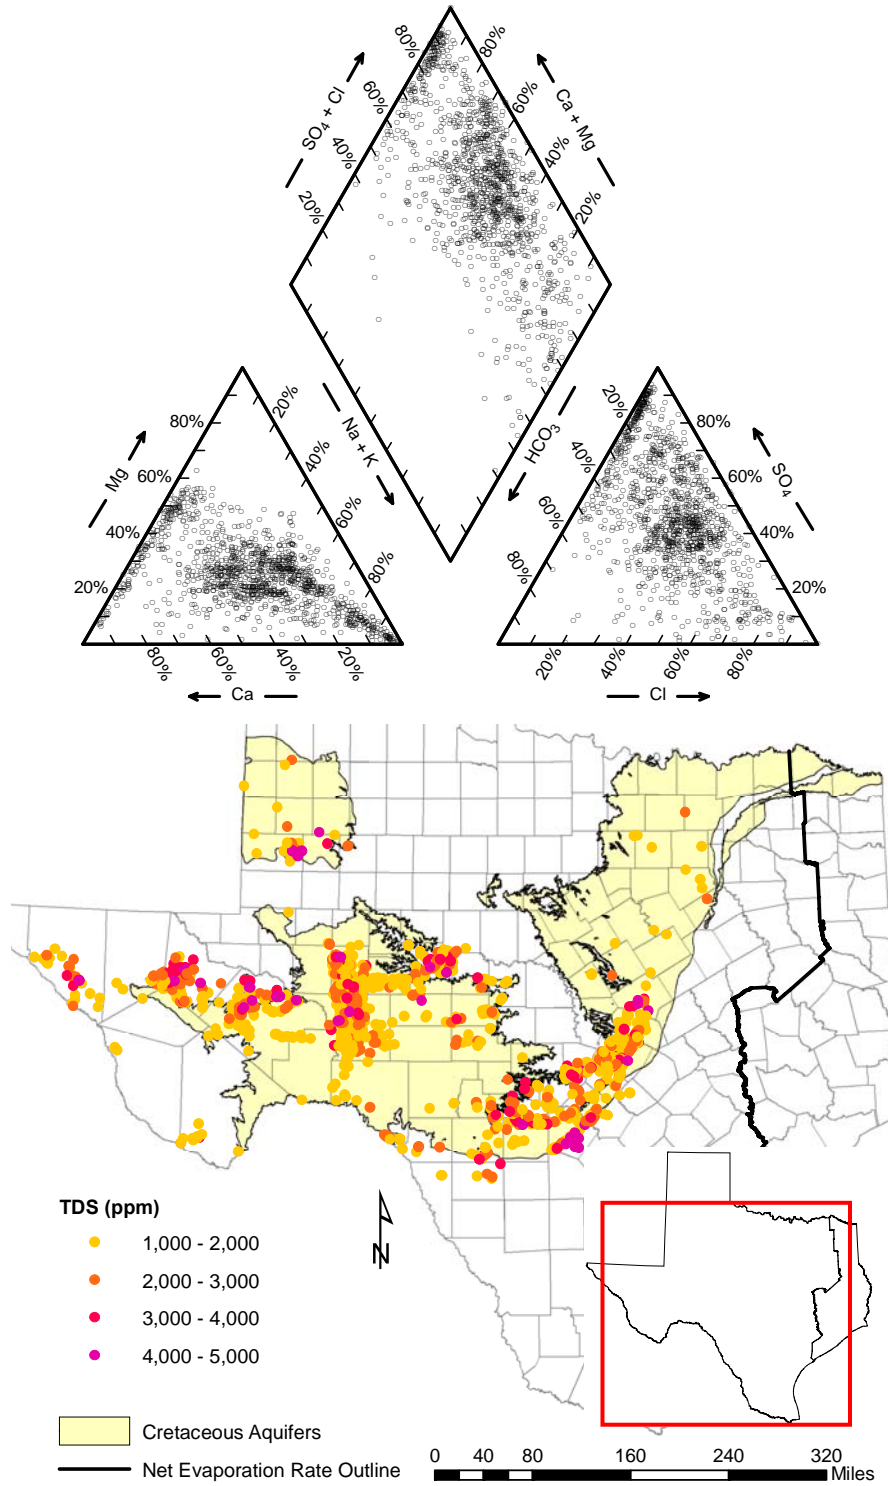 80%
80%
SO4 + Cl
Ca + Mg
60%
60%
40%
40%
20%
20%
Mg
80%
60%
40%
20%
20%
40%
60%
80%
Na + K
HCO3
20%
40%
60%
80%
SO4
80%
60%
40%
20%
80%
60%
40%
20%
Ca
20%
40%
60%
80%
Cl
TDS (ppm)
1,000 - 2,000
2,000 - 3,000
3,000 - 4,000
4,000 - 5,000
N
Cretaceous Aquifers
Net Evaporation Rate Outline
0 40 80 160 240 320
Miles